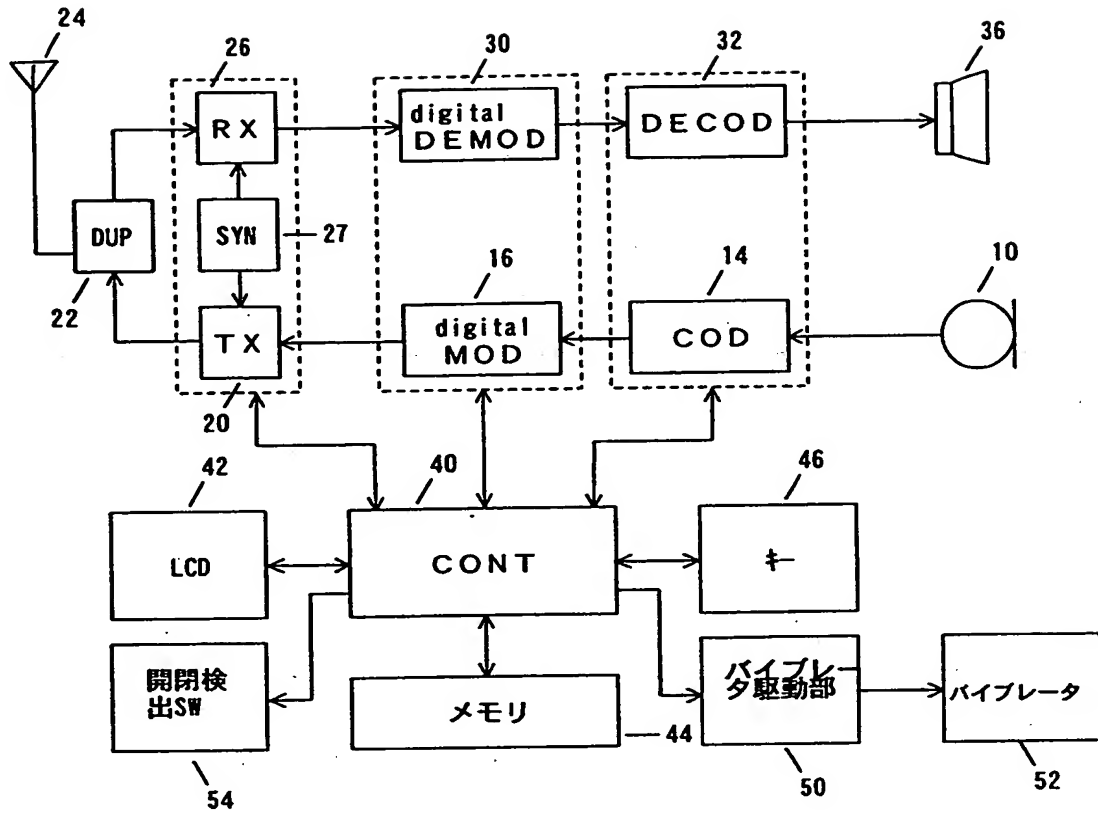 24
26
30
32
36
RX
digital
DEMOD
DECOD
DUP
SYN
27
22
16
14
10
TX
digital
MOD
COD
20
42
40
46
LCD
CONT
キー
開閉検
出SW
メモリ
44
バイブレー
タ駆動部
バイブレータ
54
50
52